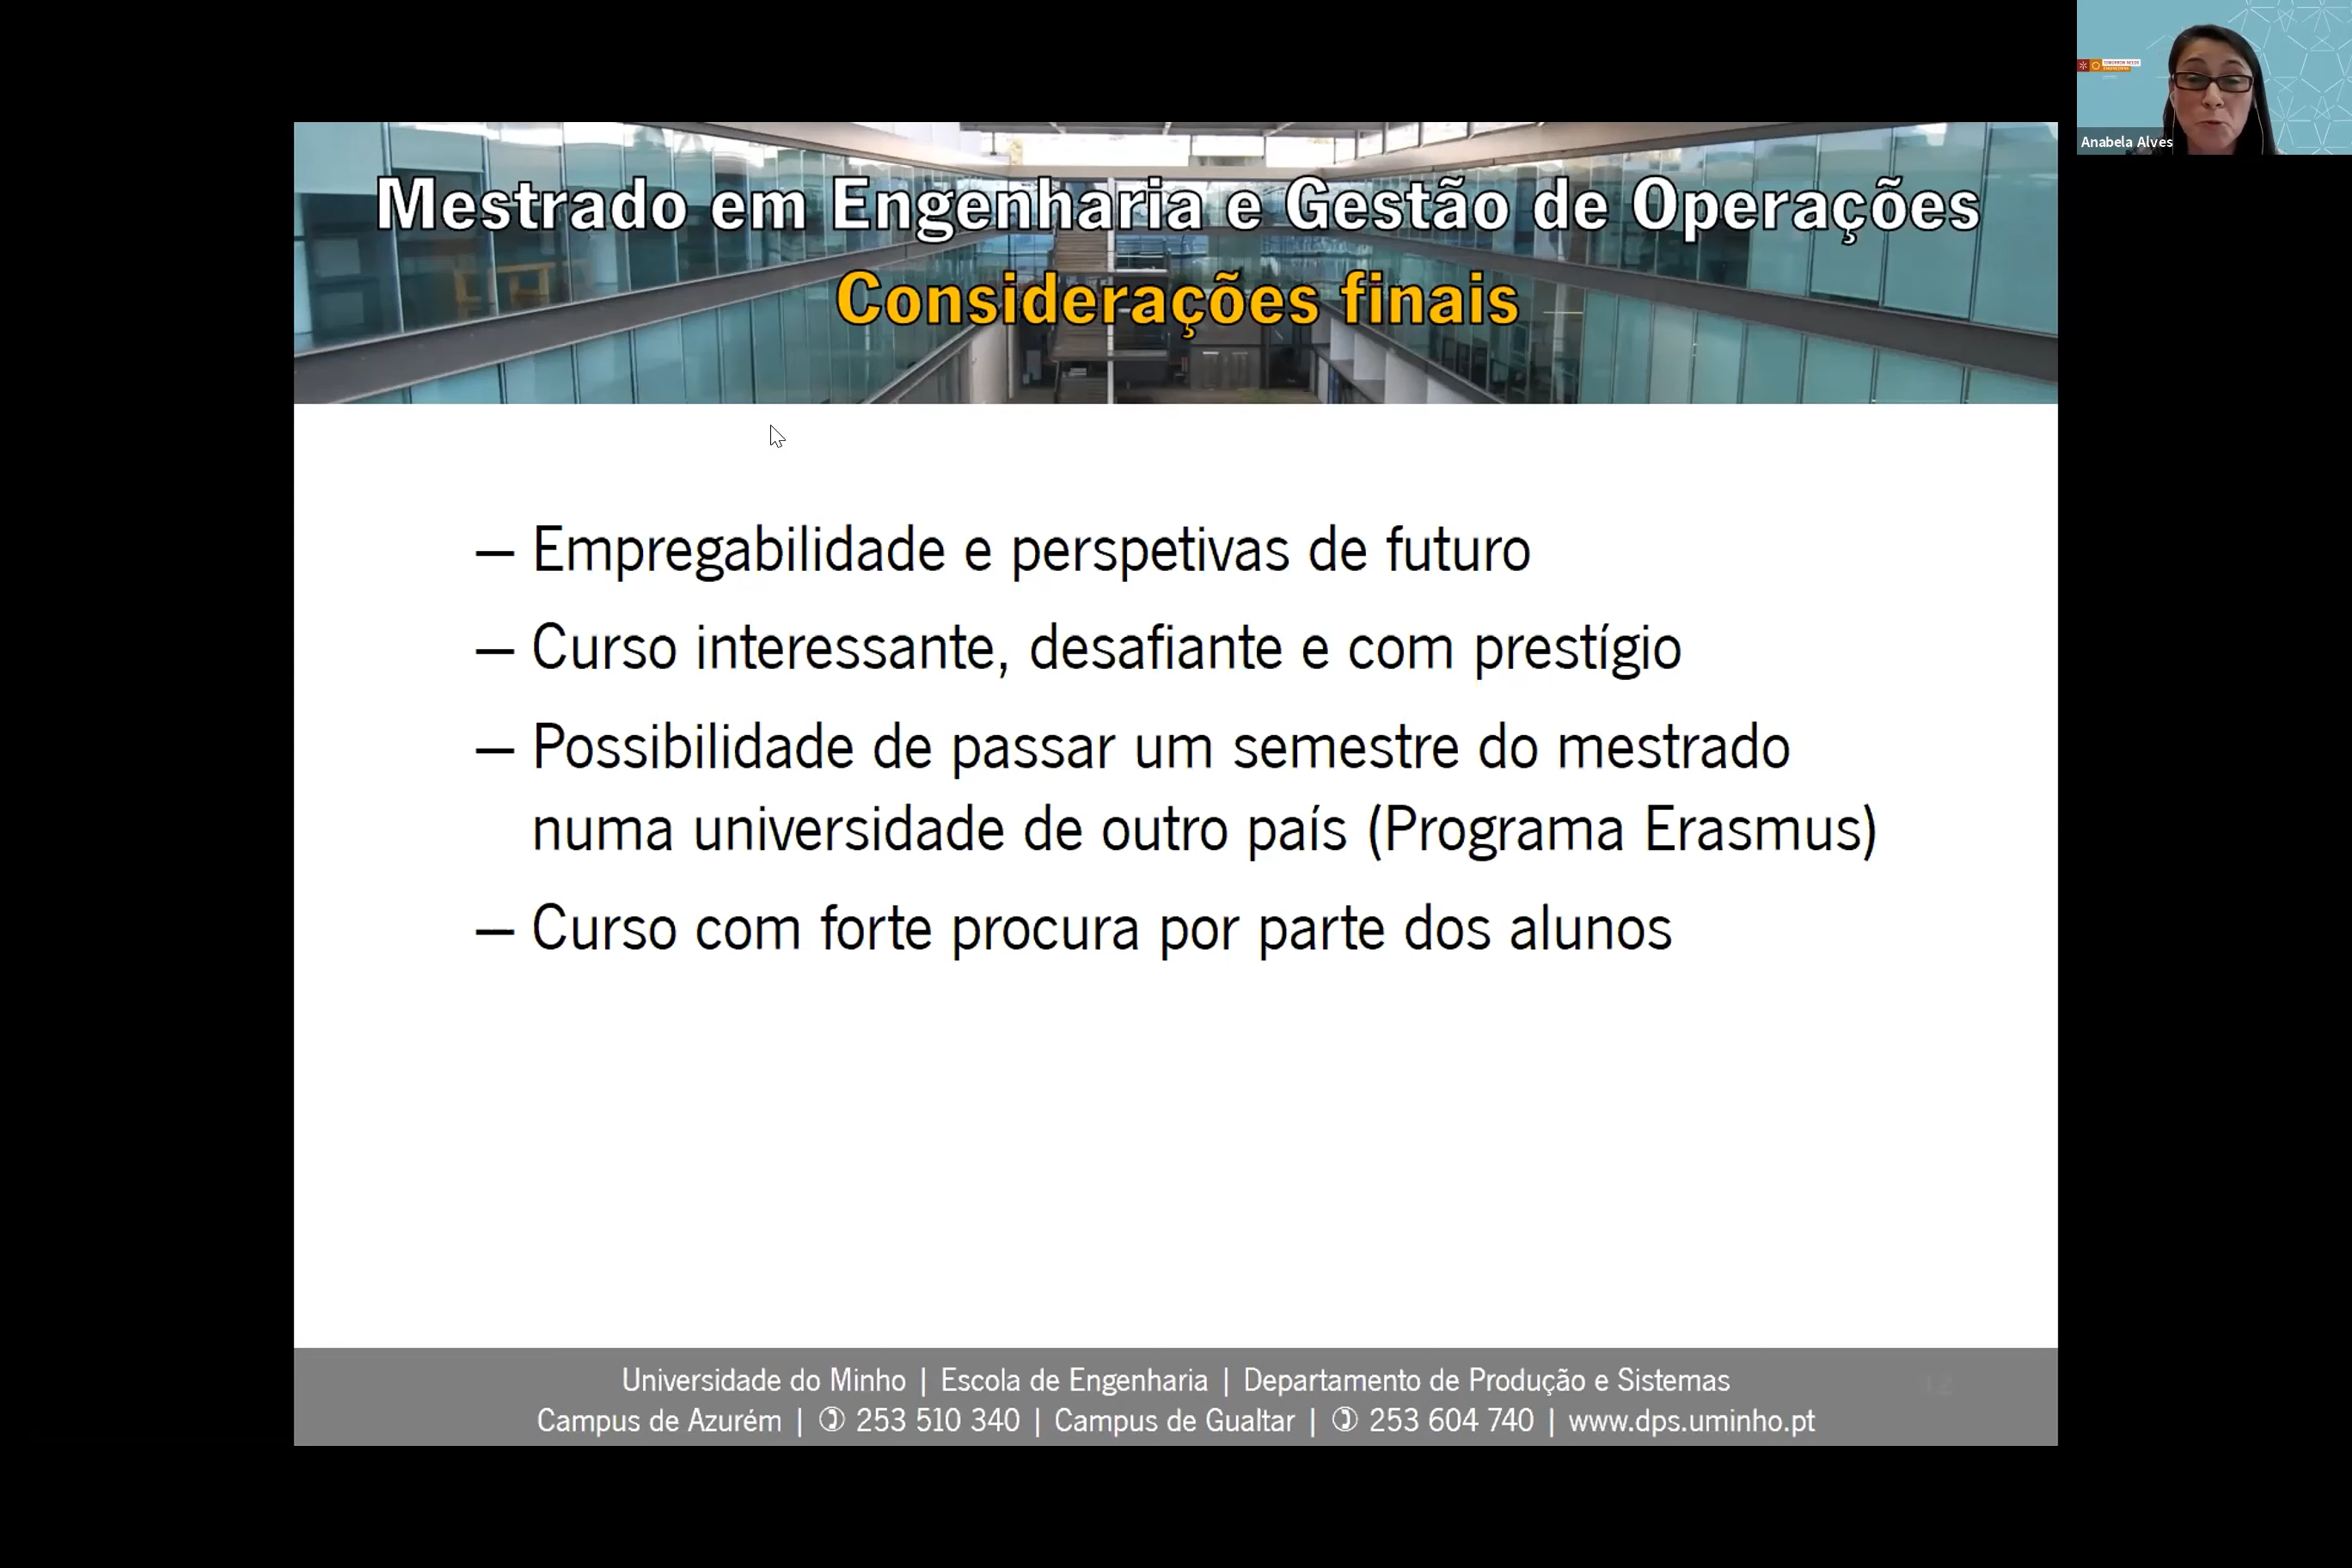 Mestrado em Engenharia e Gestão de Operações
Considerações finais
– Empregabilidade e perspetivas de futuro
– Curso interessante, desafiante e com prestígio
– Possibilidade de passar um semestre do mestrado
numa universidade de outro país (Programa Erasmus)
– Curso com forte procura por parte dos alunos
Universidade do Minho | Escola de Engenharia | Departamento de Produção e Sistemas
12
Campus de Azurém | ✆ 253 510 340 | Campus de Gualtar | ✆ 253 604 740 | www.dps.uminho.pt
Anabela Alves